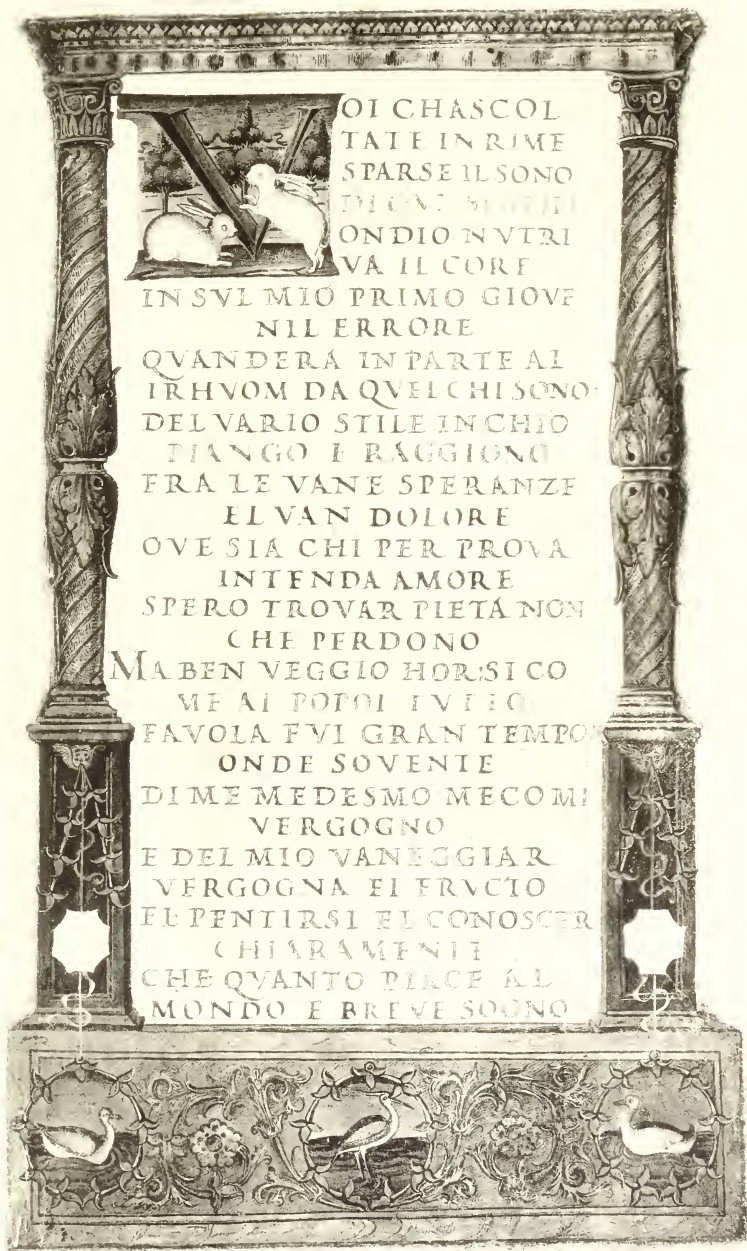 VOI CHASCOL
TATE IN RIME
SPARSE IL SONO
DI
ONDIO NVTRI
VA IL CORE
IN SVL MIO PRIMO GIOVE
NIL ERRORE
QVANDERA INPARTE AL
TRHVOM DA QVEL CHI SONO
DEL VARIO STILE IN CHIO
PIANGO E RAGGIONO
FRA LE VANE SPERANZE
EL VAN DOLORE
OVE SIA CHI PER PROVA
INTENDA AMORE
SPERO TROVAR PIETA NON
CHE PERDONO
MA BEN VEGGIO HOR:SI CO
ME AL POPOL TVTTO
FAVOLA FVI GRAN TEMPO
ONDE SOVENTE
DI ME MEDESMO MECO MI
VERGOGNO
E DEL MIO VANEGGIAR
VERGOGNA EL FRVCTO
EL PENTIRSI EL CONOSCER
CHIARAMENTE
CHE QVANTO PIACE AL
MONDO E BREVE SOGNO